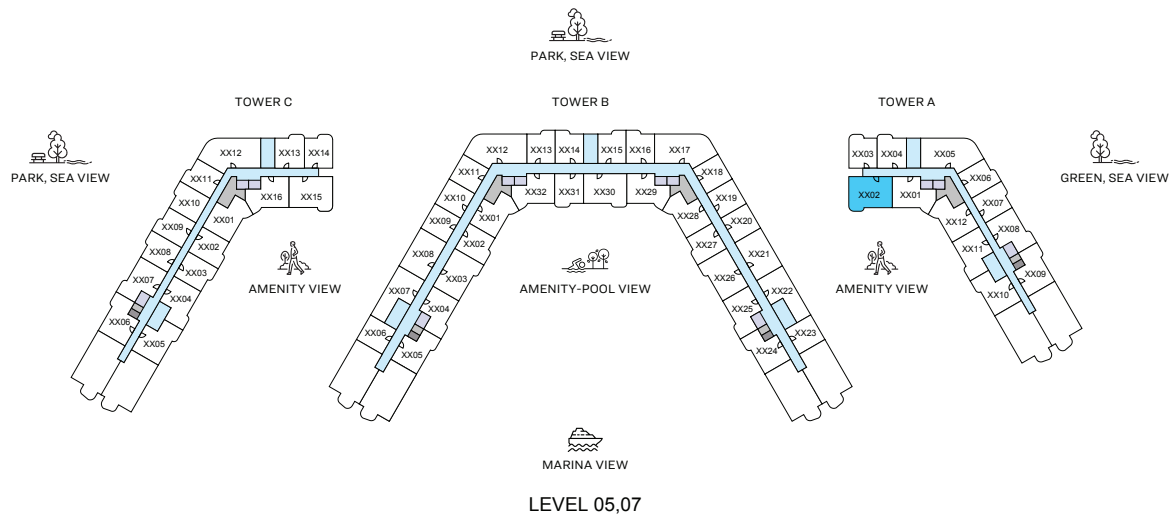 PARK, SEA VIEW
TOWER C
TOWER B
TOWER A
PARK, SEA VIEW
GREEN, SEA VIEW
XX12
XX13
XX14
XX11
XX10
XX09
XX08
XX07
XX06
XX05
XX04
XX03
XX02
XX01
XX16
XX15
AMENITY VIEW
XX12
XX13
XX14
XX15
XX16
XX17
XX11
XX10
XX09
XX08
XX07
XX06
XX05
XX04
XX03
XX02
XX01
XX32
XX31
XX30
XX29
XX28
XX27
XX26
XX25
XX24
XX18
XX19
XX20
XX21
XX22
XX23
AMENITY-POOL VIEW
XX03
XX04
XX05
XX02
XX01
XX06
XX07
XX08
XX09
XX12
XX11
XX10
AMENITY VIEW
MARINA VIEW
LEVEL 05,07